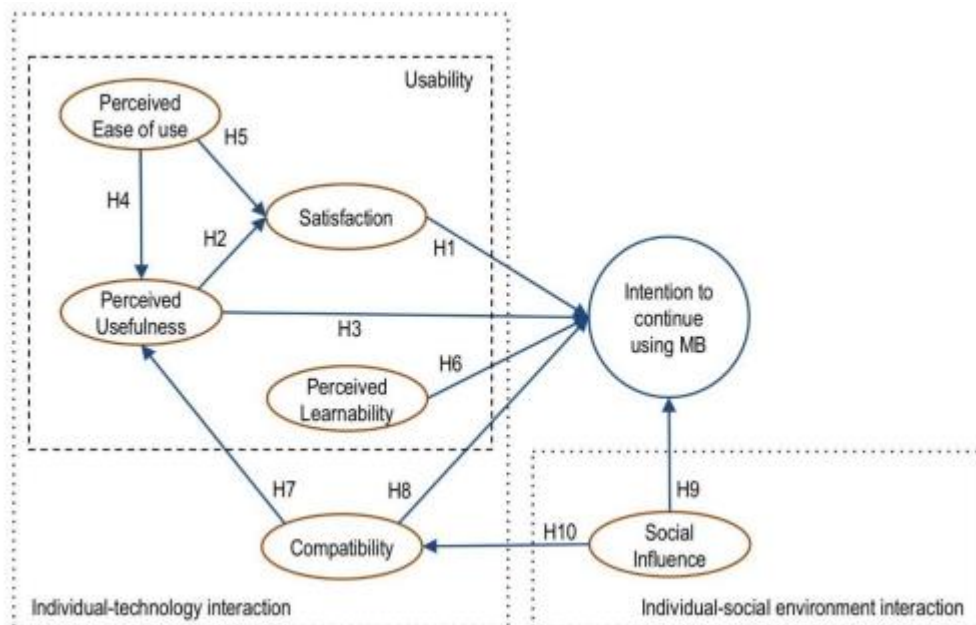 Usability
Perceived
Ease of use
H5
H4
Satisfaction
H2
H1
Perceived
Usefulness
Intention to
continue
using MB
H3
H6
Perceived
Learnability
H7
H8
H9
H10
Compatibility
Social
Influence
Individual-technology interaction
Individual-social environment interaction